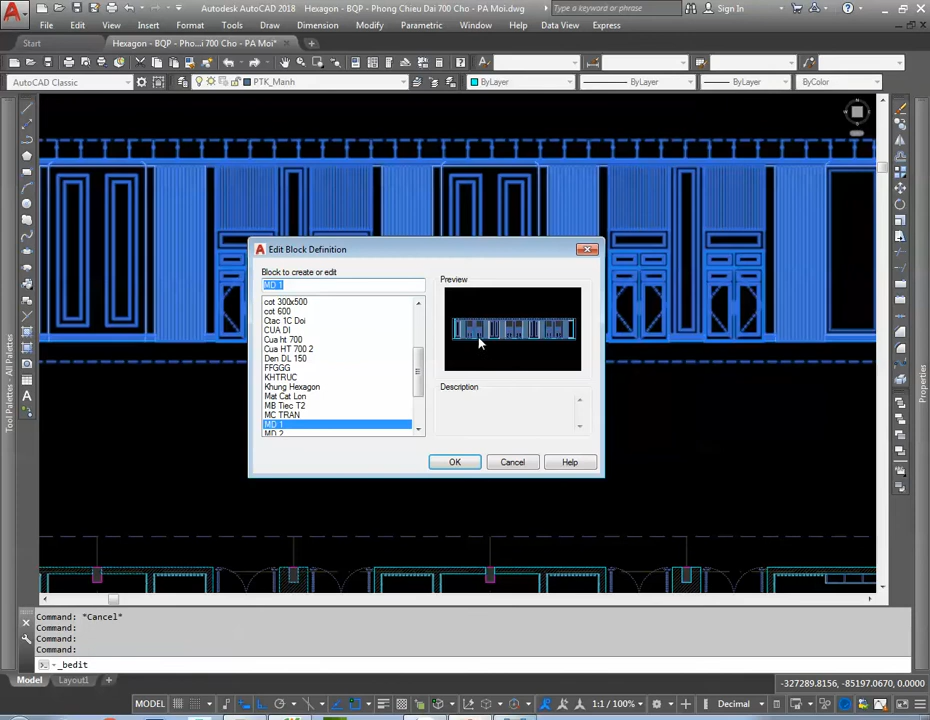 Autodesk AutoCAD 2018 Hexagon - BQP - Phong Chieu Dai 700 Cho - PA Moi.dwg
Type a keyword or phrase
Sign In
File Edit View Insert Format Tools Draw Dimension Modify Parametric Window Help Data View Express
Start
Hexagon - BQP - Pho...i 700 Cho - PA Moi*
AutoCAD Classic
PTK_Manh
ByLayer
ByLayer
ByLayer
ByColor
Tool Palettes - All Palettes
Properties
Edit Block Definition
Block to create or edit
MD 1
cot 300x500
cot 600
Ctac 1C Doi
CUA DI
Cua ht 700
Cua HT 700 2
Den DL 150
FFGGG
KHTRUC
Khung Hexagon
Mat Cat Lon
MB Tiec T2
MC TRAN
MD 1
MD 2
Preview
Description
OK Cancel Help
Command: *Cancel*
Command:
Command:
Command:
_bedit
Model Layout1
-327289.8156, -85197.0670, 0.0000
MODEL
1:1 / 100%
Decimal